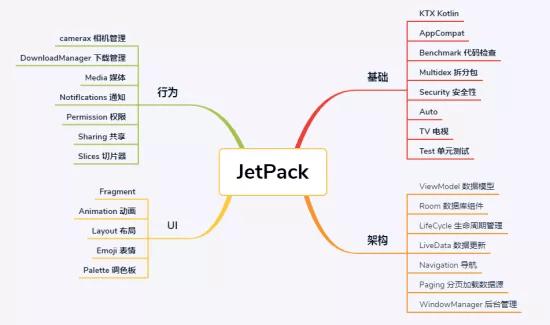 JetPack
行为
camerax 相机管理
DownloadManager 下载管理
Media 媒体
Notifications 通知
Permission 权限
Sharing 共享
Slices 切片器
UI
Fragment
Animation 动画
Layout 布局
Emoji 表情
Palette 调色板
基础
KTX Kotlin
AppCompat
Benchmark 代码检查
Multidex 拆分包
Security 安全性
Auto
TV 电视
Test 单元测试
架构
ViewModel 数据模型
Room 数据库组件
LifeCycle 生命周期管理
LiveData 数据更新
Navigation 导航
Paging 分页加载数据源
WindowManager 后台管理